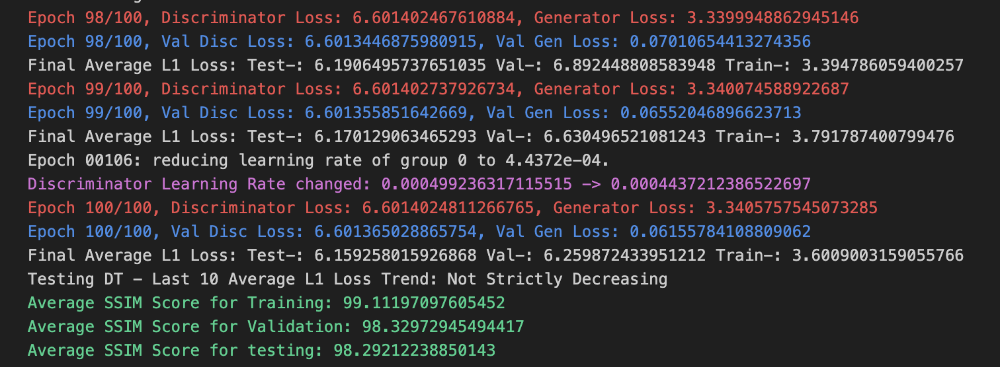 Epoch 98/100, Discriminator Loss: 6.601402467610884, Generator Loss: 3.3399948862945146
Epoch 98/100, Val Disc Loss: 6.6013446875980915, Val Gen Loss: 0.07010654413274356
Final Average L1 Loss: Test-: 6.1906495737651035 Val-: 6.892448808583948 Train-: 3.394786059400257
Epoch 99/100, Discriminator Loss: 6.601402737926734, Generator Loss: 3.340074588922687
Epoch 99/100, Val Disc Loss: 6.601355851642669, Val Gen Loss: 0.06552046896623713
Final Average L1 Loss: Test-: 6.170129063465293 Val-: 6.630496521081243 Train-: 3.791787400799476
Epoch 00106: reducing learning rate of group 0 to 4.4372e-04.
Discriminator Learning Rate changed: 0.000499236317115515 -> 0.0004437212386522697
Epoch 100/100, Discriminator Loss: 6.6014024811266765, Generator Loss: 3.3405757545073285
Epoch 100/100, Val Disc Loss: 6.601365028865754, Val Gen Loss: 0.06155784108809062
Final Average L1 Loss: Test-: 6.159258015926868 Val-: 6.259872433951212 Train-: 3.6009003159055766
Testing DT - Last 10 Average L1 Loss Trend: Not Strictly Decreasing
Average SSIM Score for Training: 99.11197097605452
Average SSIM Score for Validation: 98.32972945494417
Average SSIM Score for testing: 98.29212238850143